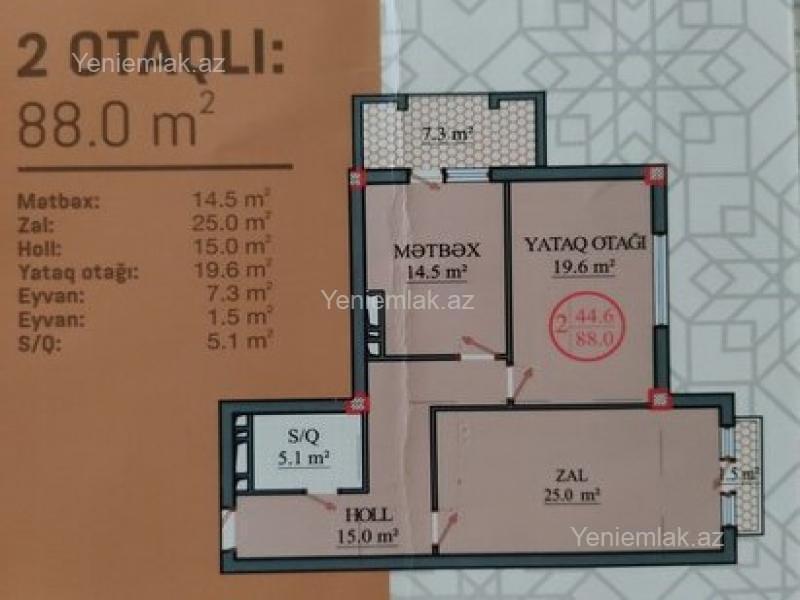 2 OTAQLI:
Yeniemlak.az
88.0 m²
Mətbəx: 14.5 m²
Zal: 25.0 m²
Holl: 15.0 m²
Yataq otağı: 19.6 m²
Eyvan: 7.3 m²
Eyvan: 1.5 m²
S/Q: 5.1 m²
7.3 m²
MƏTBƏX
14.5 m²
YATAQ OTAĞI
19.6 m²
Yeniemlak.az
2 44.6
88.0
S/Q
5.1 m²
ZAL
25.0 m²
1.5 m²
HOLL
15.0 m²
Yeniemlak.az